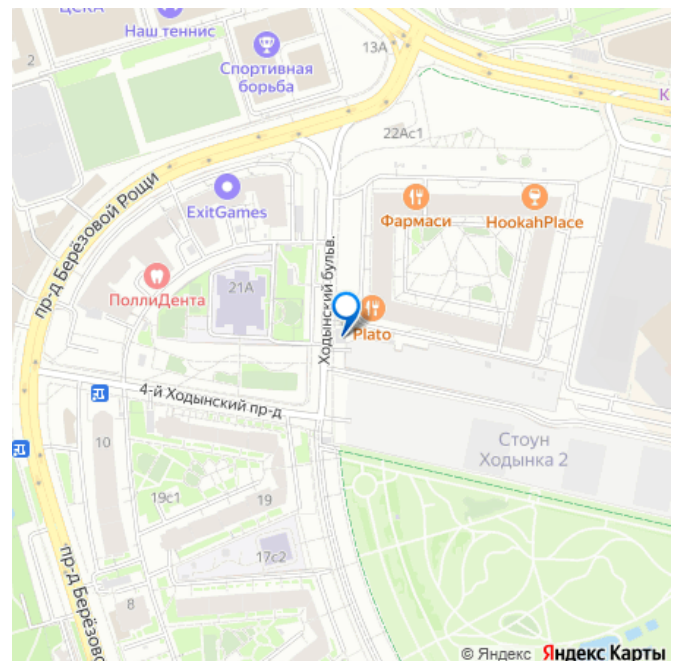 ЦСКА
Наш теннис
2
Спортивная
борьба
13А
К
22Ас1
ExitGames
Фармаси
HookahPlace
пр-д Берёзовой Рощи
ПоллиДента
21А
Ходынский бульв.
Plato
4-й Ходынский пр-д
10
Стоун
Ходынка 2
19с1
19
17с2
пр-д Берёзово
8
© Яндекс Яндекс Карты